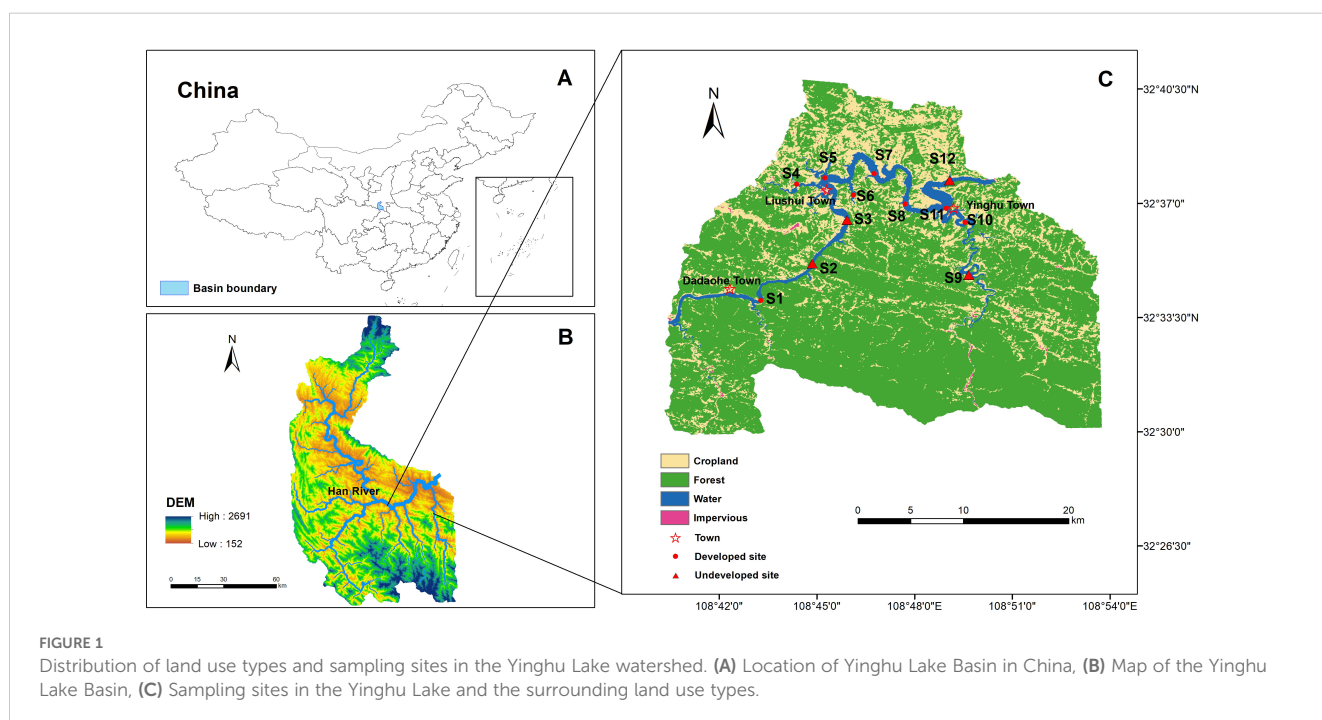 A
China
Basin boundary
B
N
Han River
DEM
High : 2691
Low : 152
0 15 30 60
km
C
N
S7
S5
S12
S4
S6
Liushui Town
S8
S11
Yinghu Town
S10
S3
S2
S9
Dadaohe Town
S1
Cropland
Forest
Water
Impervious
Town
Developed site
Undeveloped site
0 5 10 20
km
32°40'30"N
32°37'0"N
32°33'30"N
32°30'0"N
32°26'30"N
108°42'0"E 108°45'0"E 108°48'0"E 108°51'0"E 108°54'0"E
FIGURE 1
Distribution of land use types and sampling sites in the Yinghu Lake watershed. (A) Location of Yinghu Lake Basin in China, (B) Map of the Yinghu
Lake Basin, (C) Sampling sites in the Yinghu Lake and the surrounding land use types.